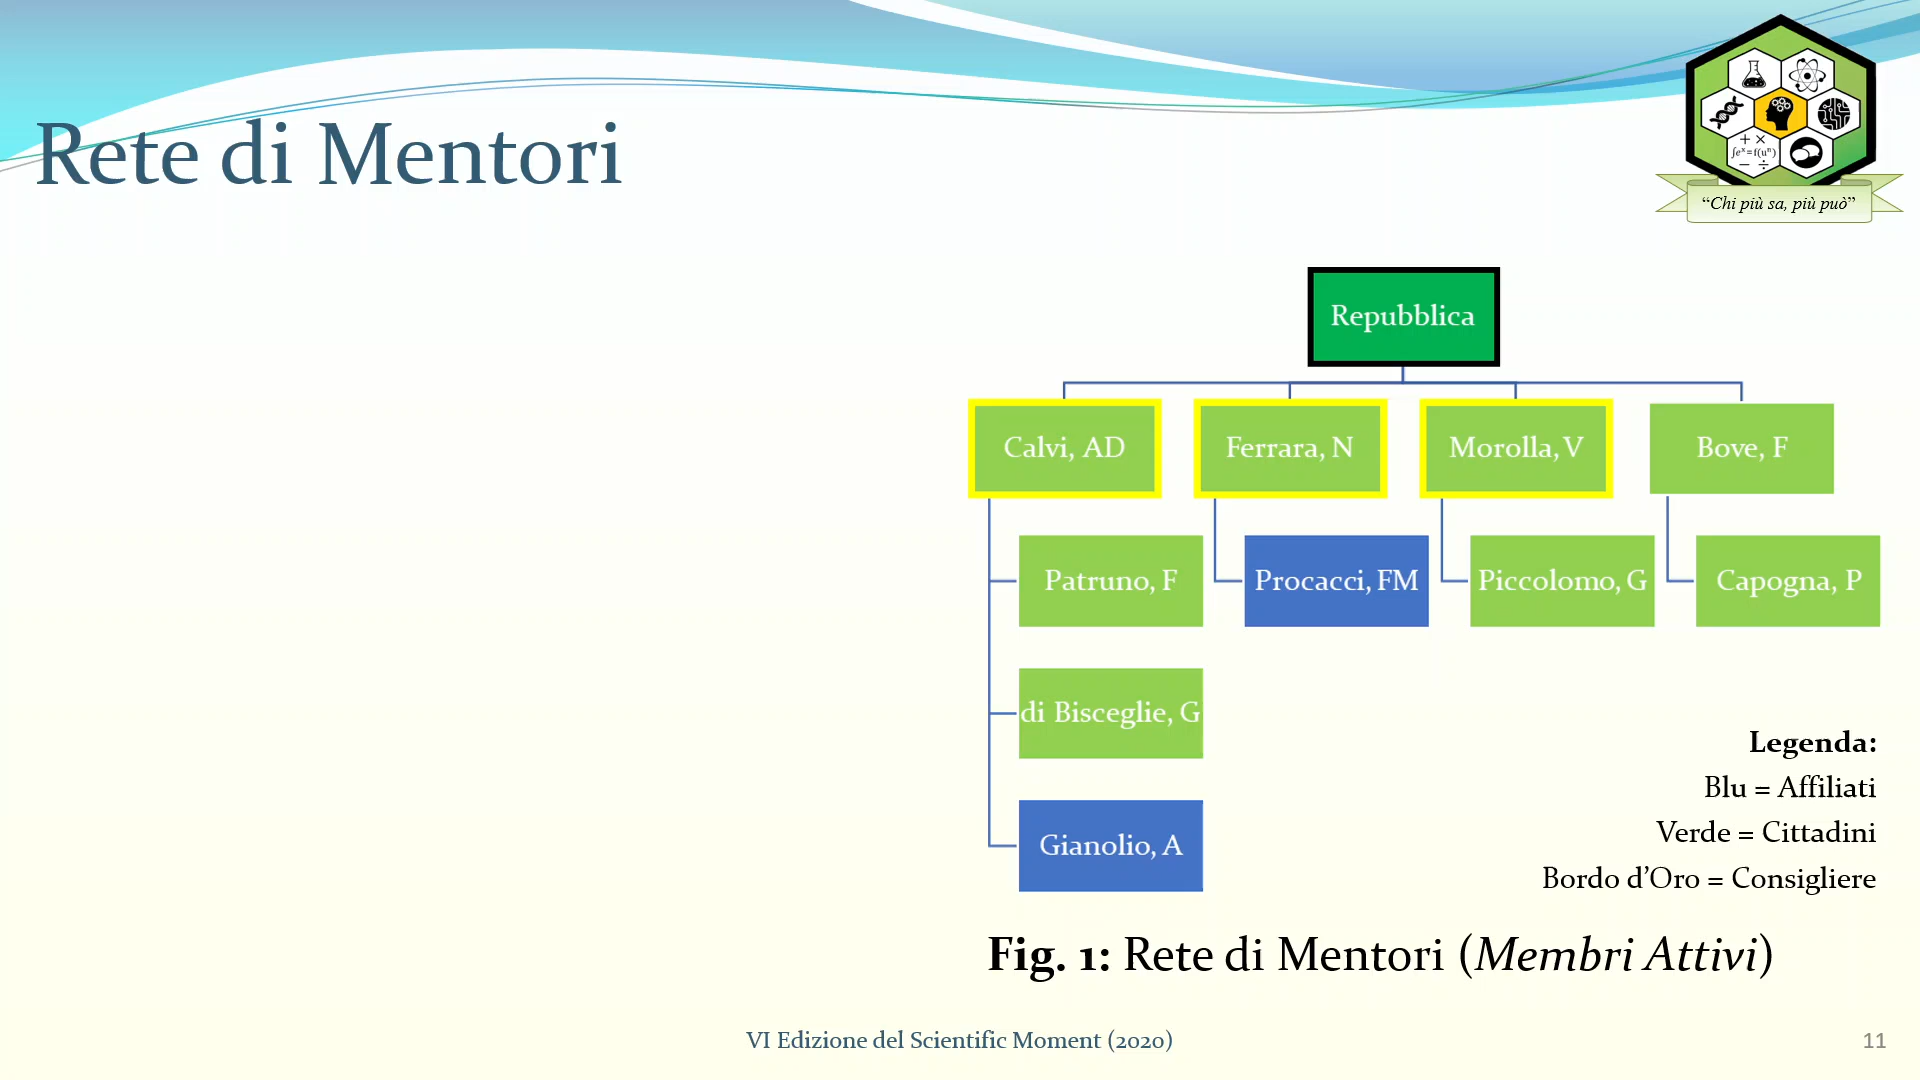 Rete di Mentori
+ ×
∫eˣ=f(uⁿ)
− ÷
“Chi più sa, più può”
Repubblica
Calvi, AD
Ferrara, N
Morolla, V
Bove, F
Patruno, F
Procacci, FM
Piccolomo, G
Capogna, P
di Bisceglie, G
Gianolio, A
Legenda:
Blu = Affiliati
Verde = Cittadini
Bordo d’Oro = Consigliere
Fig. 1: Rete di Mentori (Membri Attivi)
VI Edizione del Scientific Moment (2020)
11